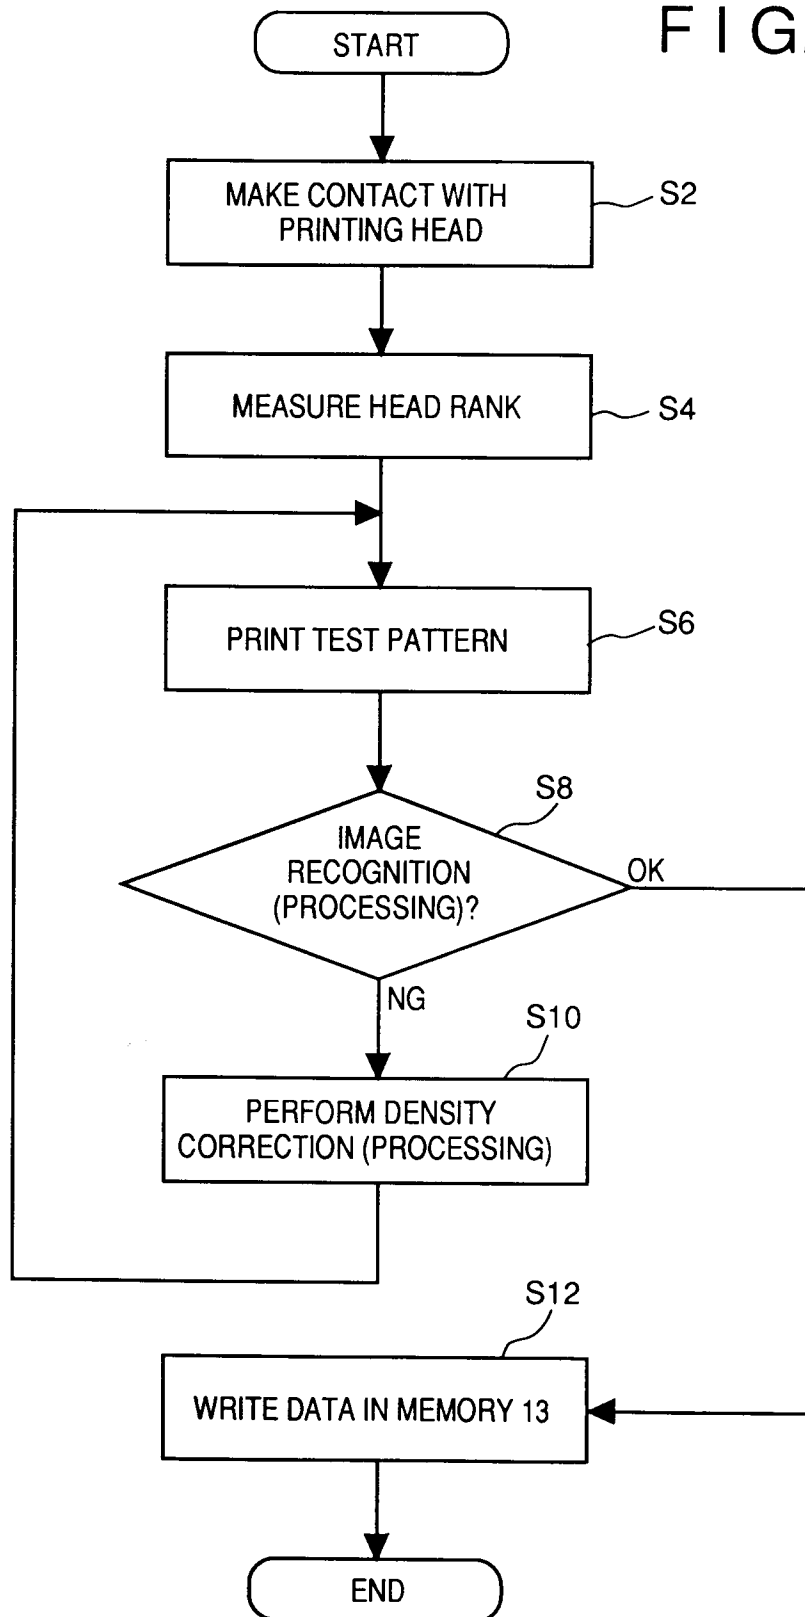 FIG.
START
MAKE CONTACT WITH
PRINTING HEAD
S2
MEASURE HEAD RANK
S4
PRINT TEST PATTERN
S6
S8
IMAGE
RECOGNITION
(PROCESSING)?
OK
NG
S10
PERFORM DENSITY
CORRECTION (PROCESSING)
S12
WRITE DATA IN MEMORY 13
END